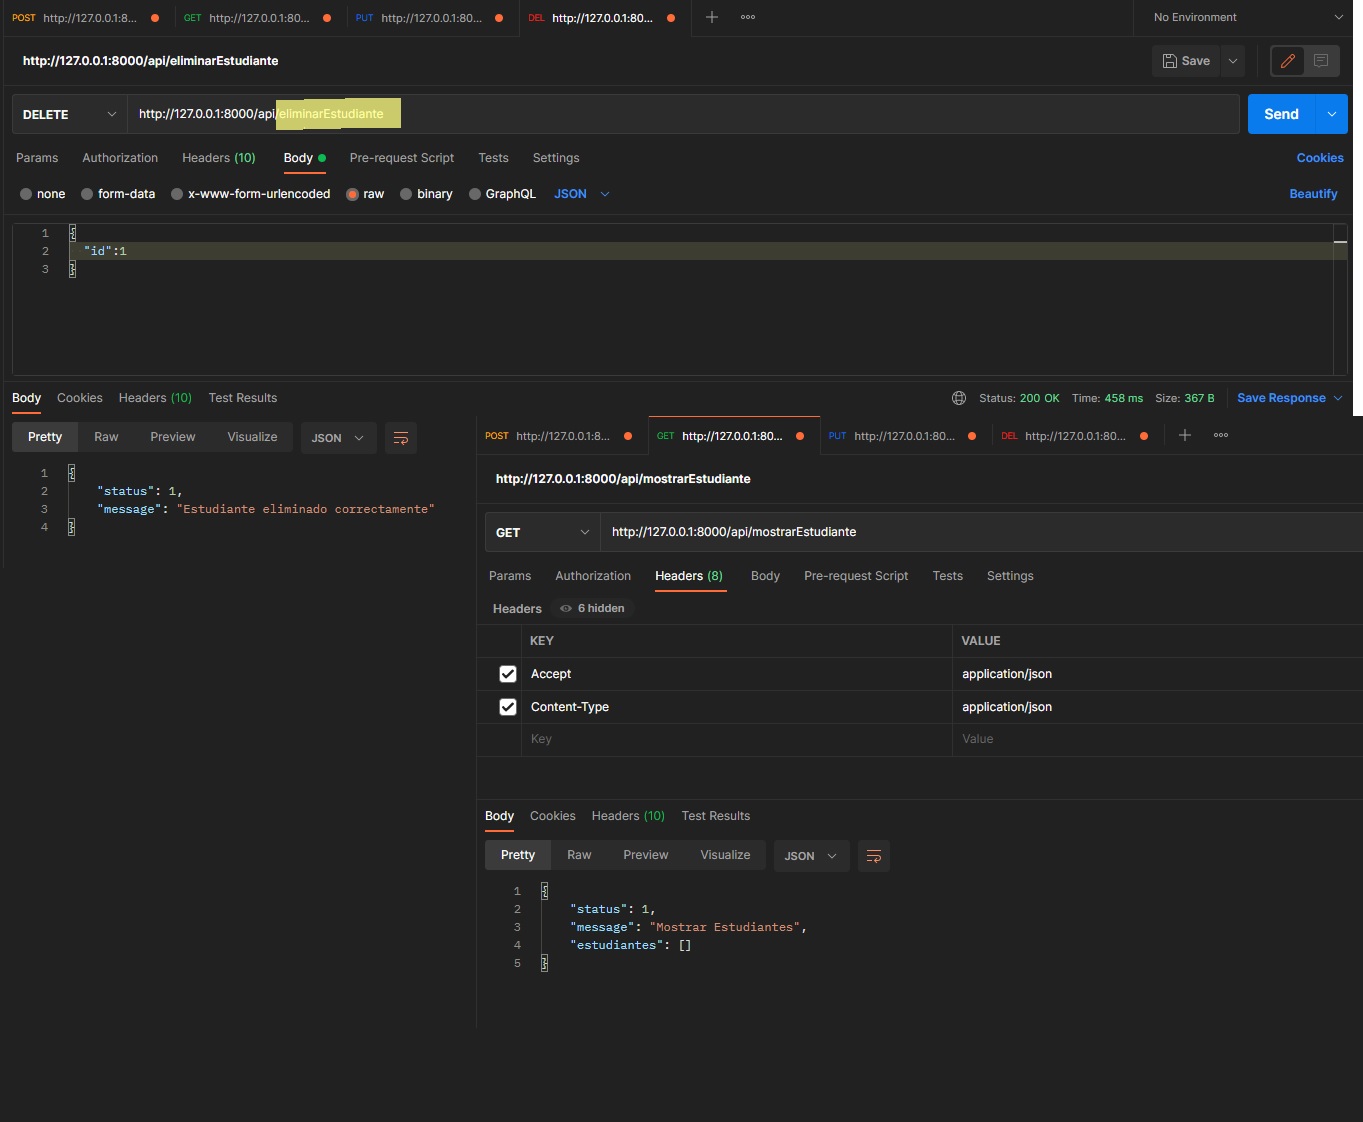 POST http://127.0.0.1:8... GET http://127.0.0.1:80... PUT http://127.0.0.1:80... DEL http://127.0.0.1:80... No Environment
http://127.0.0.1:8000/api/eliminarEstudiante Save
DELETE http://127.0.0.1:8000/api/eliminarEstudiante Send
Params Authorization Headers (10) Body Pre-request Script Tests Settings Cookies
none form-data x-www-form-urlencoded raw binary GraphQL JSON Beautify
1 {
2 "id":1
3 }
Body Cookies Headers (10) Test Results Status: 200 OK Time: 458 ms Size: 367 B Save Response
Pretty Raw Preview Visualize JSON
1 {
2 "status": 1,
3 "message": "Estudiante eliminado correctamente"
4 }
POST http://127.0.0.1:8... GET http://127.0.0.1:80... PUT http://127.0.0.1:80... DEL http://127.0.0.1:80...
http://127.0.0.1:8000/api/mostrarEstudiante
GET http://127.0.0.1:8000/api/mostrarEstudiante
Params Authorization Headers (8) Body Pre-request Script Tests Settings
Headers 6 hidden
KEY VALUE
Accept application/json
Content-Type application/json
Key Value
Body Cookies Headers (10) Test Results
Pretty Raw Preview Visualize JSON
1 {
2 "status": 1,
3 "message": "Mostrar Estudiantes",
4 "estudiantes": []
5 }